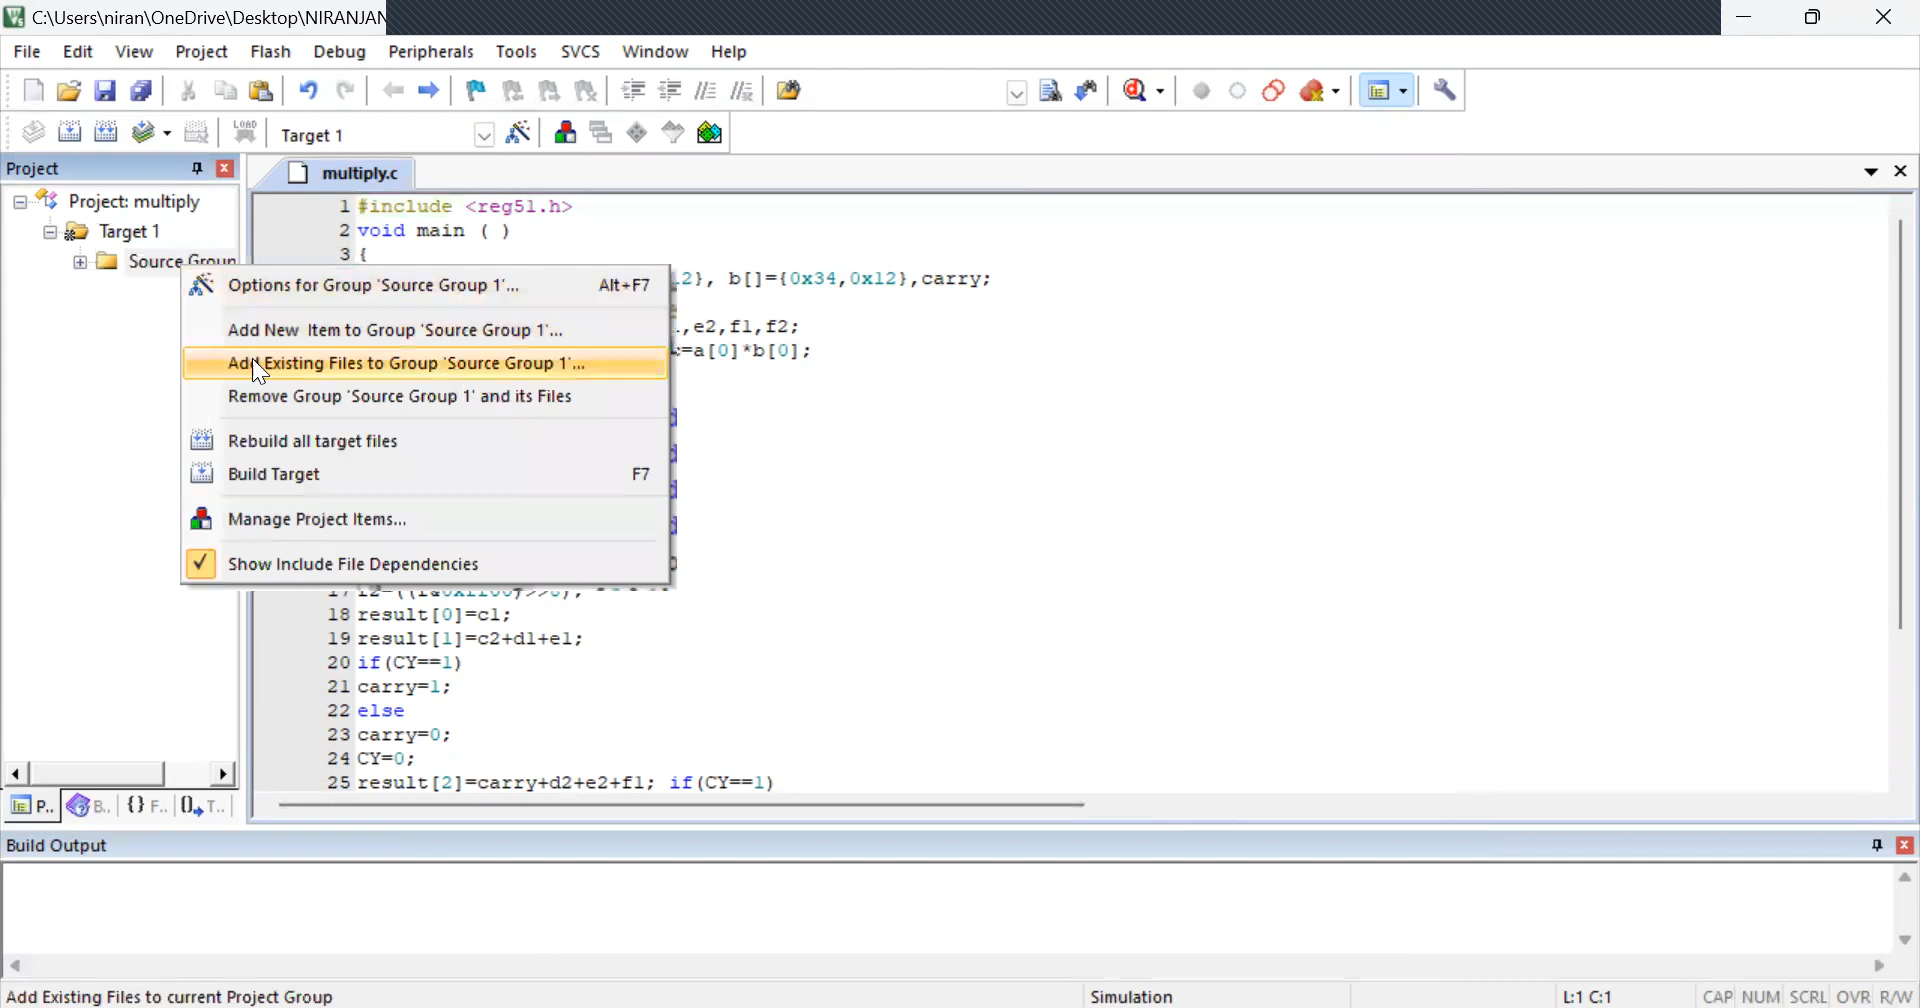 C:\Users\niran\OneDrive\Desktop\NIRANJAN
File Edit View Project Flash Debug Peripherals Tools SVCS Window Help
LOAD Target 1
Project
multiply.c
Project: multiply
Target 1
Source Group
1 #include <reg51.h>
2 void main ( )
3 {
.2}, b[]={0x34,0x12},carry;
,e2,f1,f2;
=a[0]*b[0];
Options for Group 'Source Group 1'... Alt+F7
Add New Item to Group 'Source Group 1'...
Add Existing Files to Group 'Source Group 1'...
Remove Group 'Source Group 1' and its Files
Rebuild all target files
Build Target F7
Manage Project Items...
Show Include File Dependencies
18 result[0]=c1;
19 result[1]=c2+d1+e1;
20 if(CY==1)
21 carry=1;
22 else
23 carry=0;
24 CY=0;
25 result[2]=carry+d2+e2+f1; if(CY==1)
P.. B.. {} F.. T..
Build Output
Add Existing Files to current Project Group Simulation L:1 C:1 CAP NUM SCRL OVR R/W